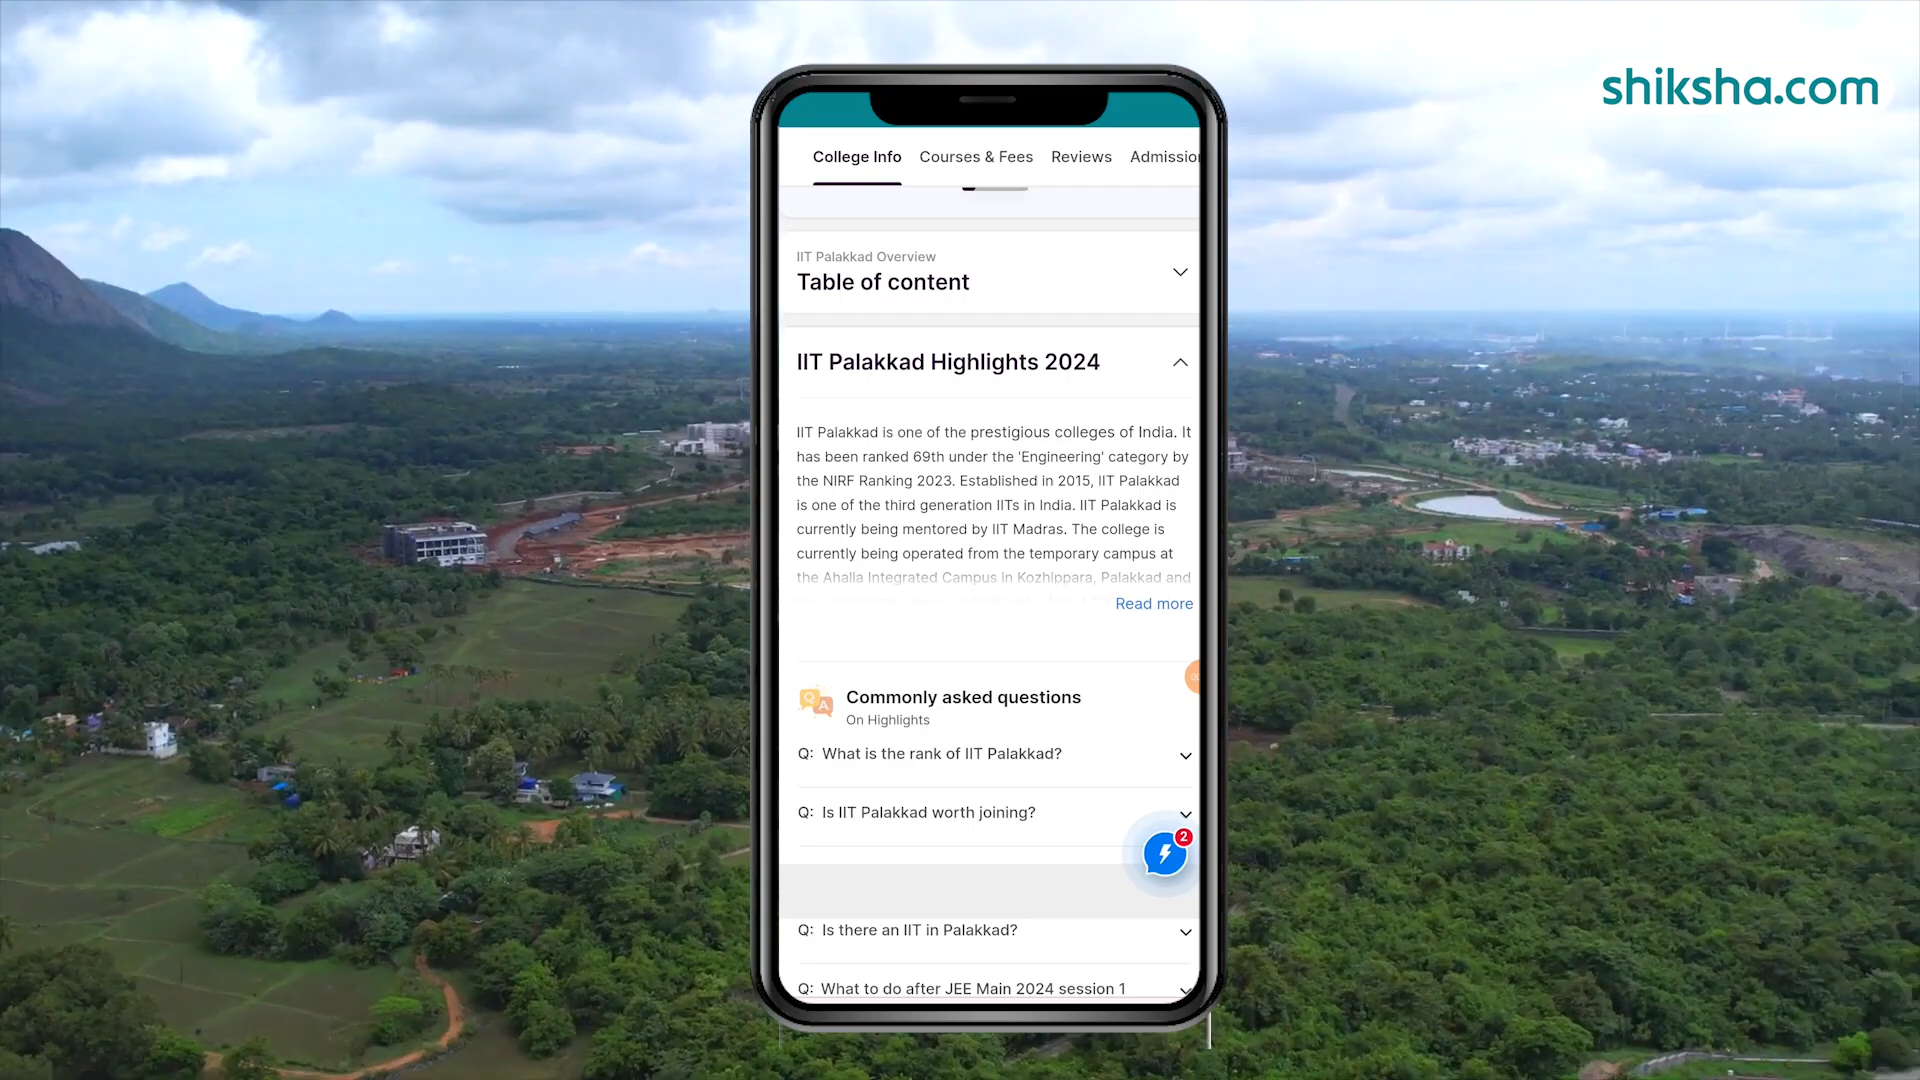 shiksha.com
College Info Courses & Fees Reviews Admission
IIT Palakkad Overview
Table of content
IIT Palakkad Highlights 2024
IIT Palakkad is one of the prestigious colleges of India. It
has been ranked 69th under the 'Engineering' category by
the NIRF Ranking 2023. Established in 2015, IIT Palakkad
is one of the third generation IITs in India. IIT Palakkad is
currently being mentored by IIT Madras. The college is
currently being operated from the temporary campus at
the Ahalia Integrated Campus in Kozhippara, Palakkad and
Read more
Commonly asked questions
On Highlights
Q: What is the rank of IIT Palakkad?
Q: Is IIT Palakkad worth joining?
2
Q: Is there an IIT in Palakkad?
Q: What to do after JEE Main 2024 session 1